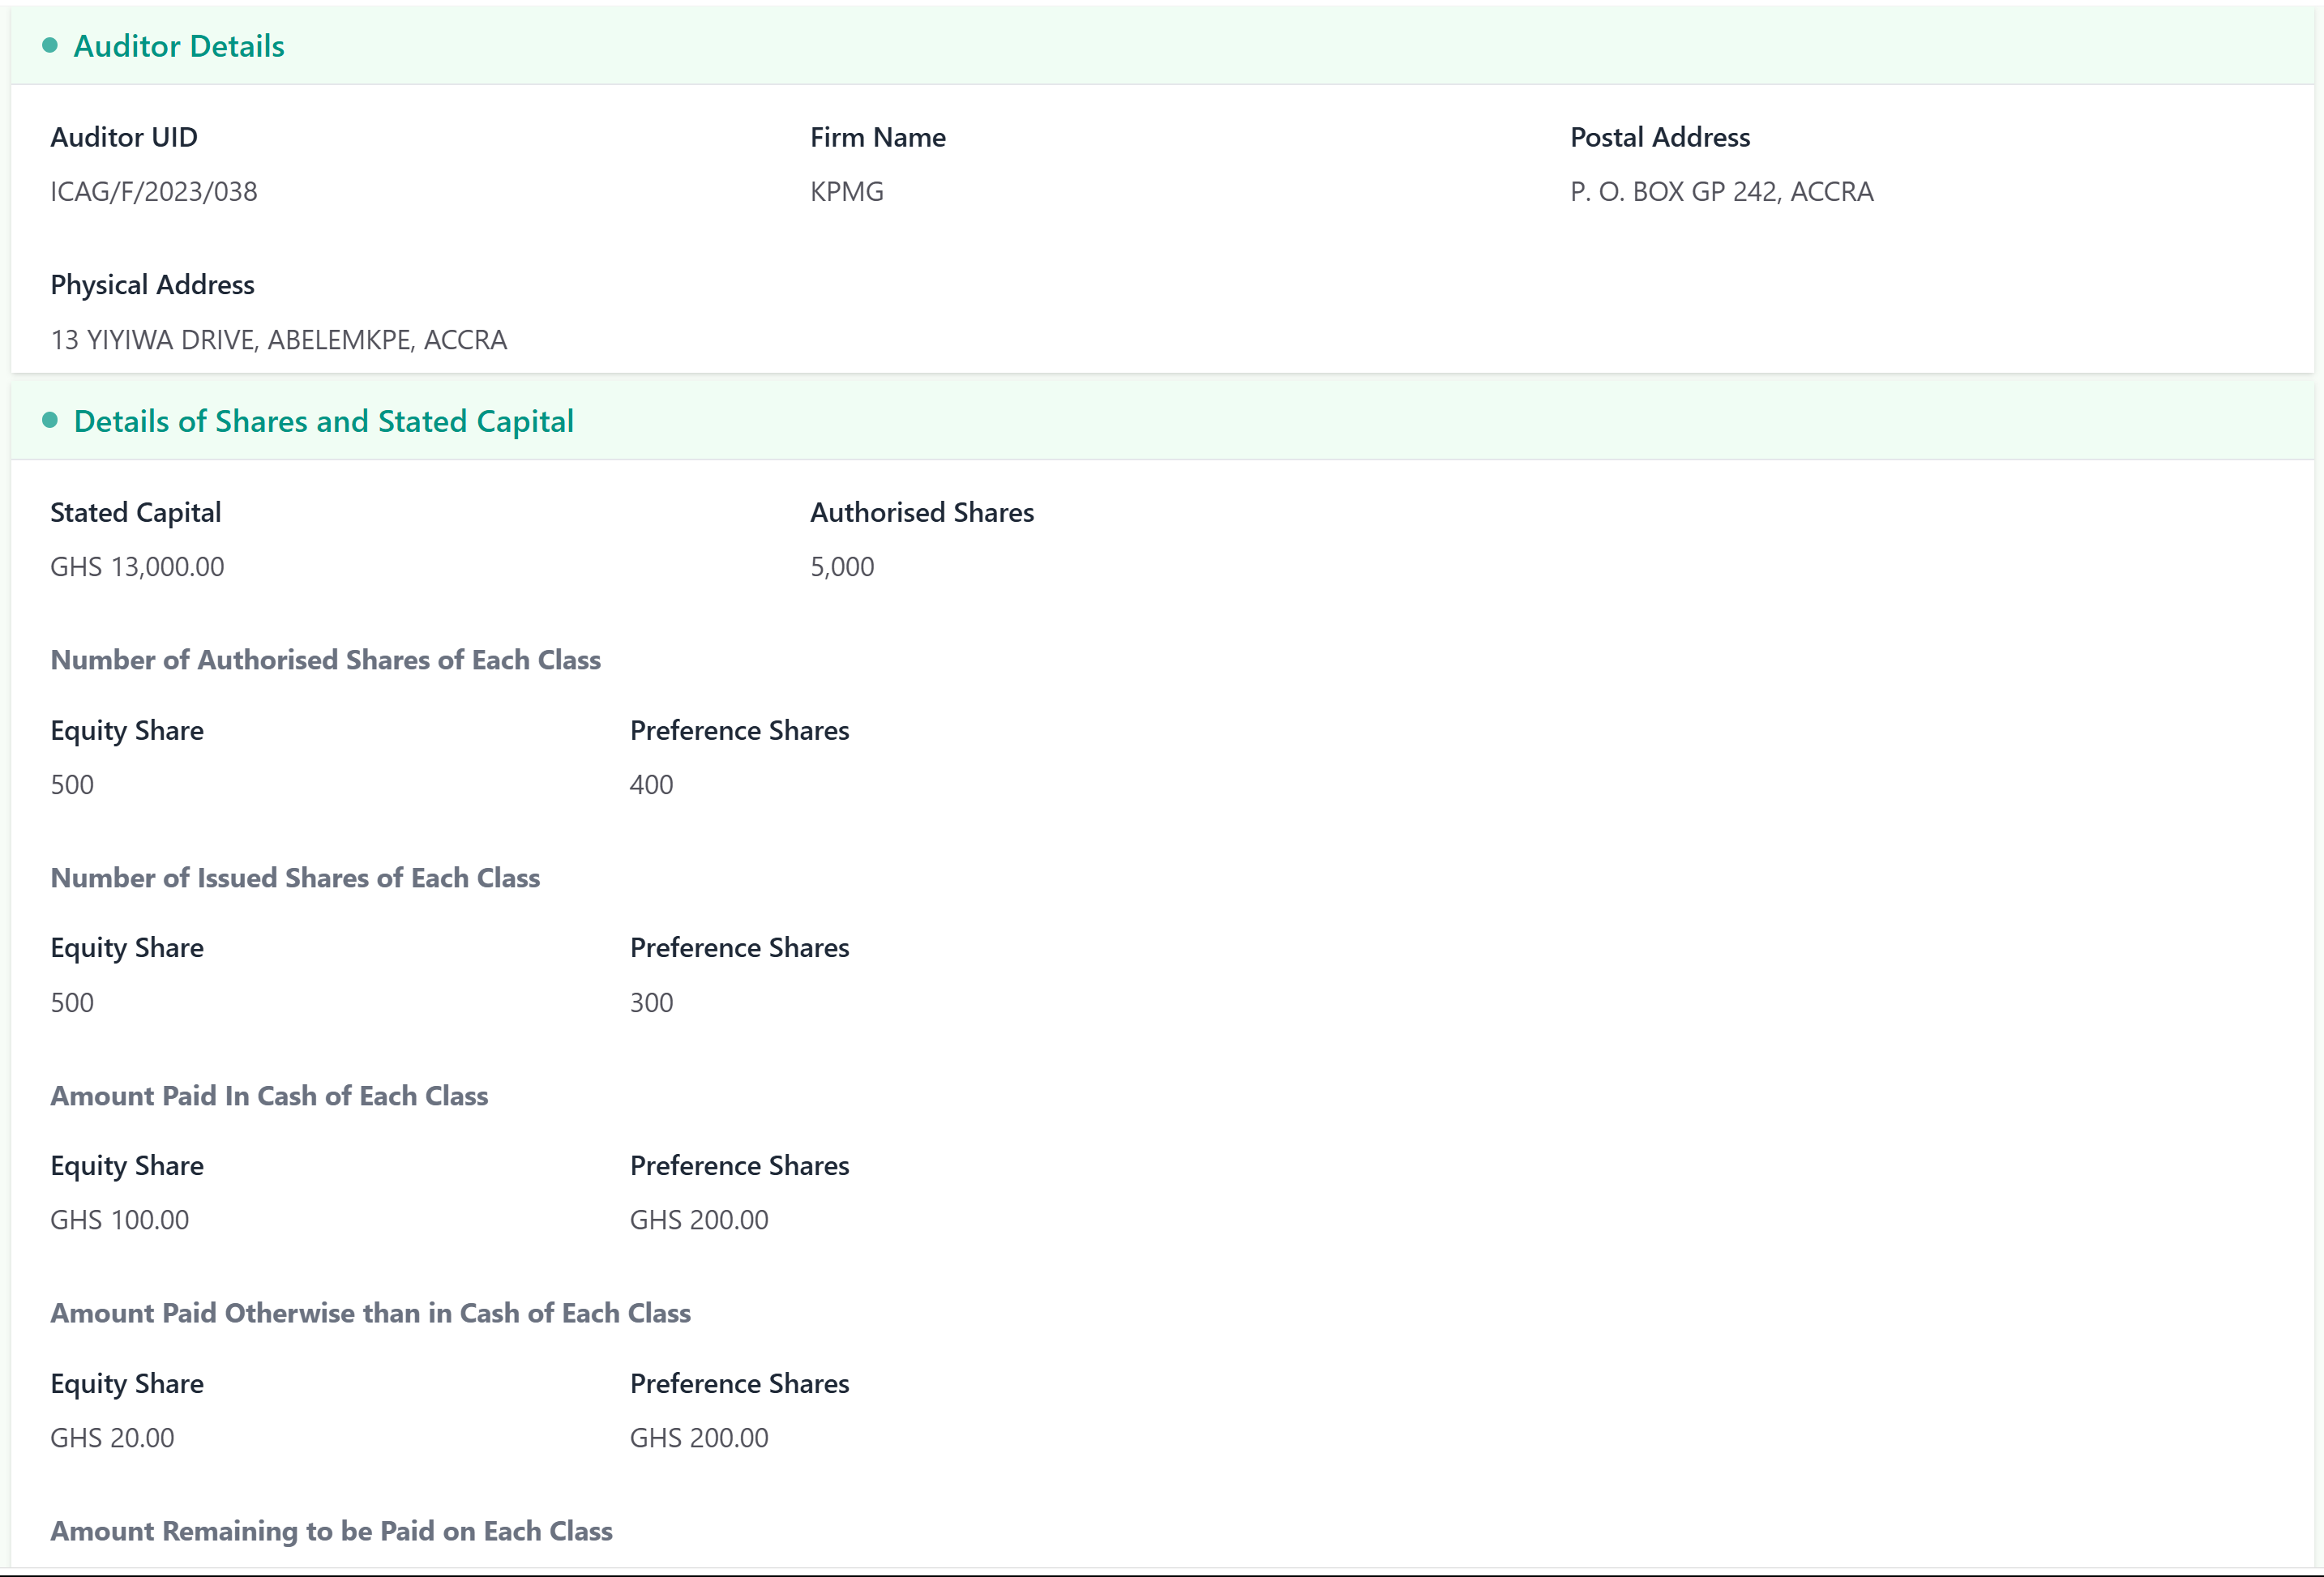 Auditor Details
Auditor UID Firm Name Postal Address
ICAG/F/2023/038 KPMG P. O. BOX GP 242, ACCRA
Physical Address
13 YIYIWA DRIVE, ABELEMKPE, ACCRA
Details of Shares and Stated Capital
Stated Capital Authorised Shares
GHS 13,000.00 5,000
Number of Authorised Shares of Each Class
Equity Share Preference Shares
500 400
Number of Issued Shares of Each Class
Equity Share Preference Shares
500 300
Amount Paid In Cash of Each Class
Equity Share Preference Shares
GHS 100.00 GHS 200.00
Amount Paid Otherwise than in Cash of Each Class
Equity Share Preference Shares
GHS 20.00 GHS 200.00
Amount Remaining to be Paid on Each Class